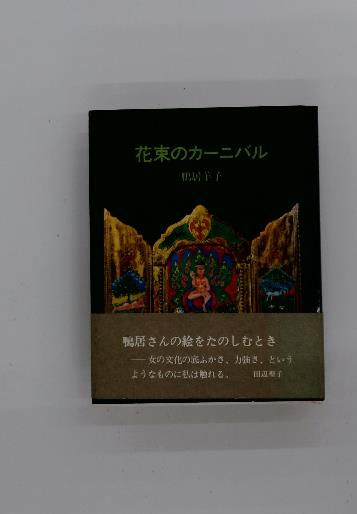 花束のカーニバル
鴨居羊子
鴨居さんの絵をたのしむとき
──女の文化の底ふかさ、力強さ、という
ようなものに私は触れる。 田辺聖子